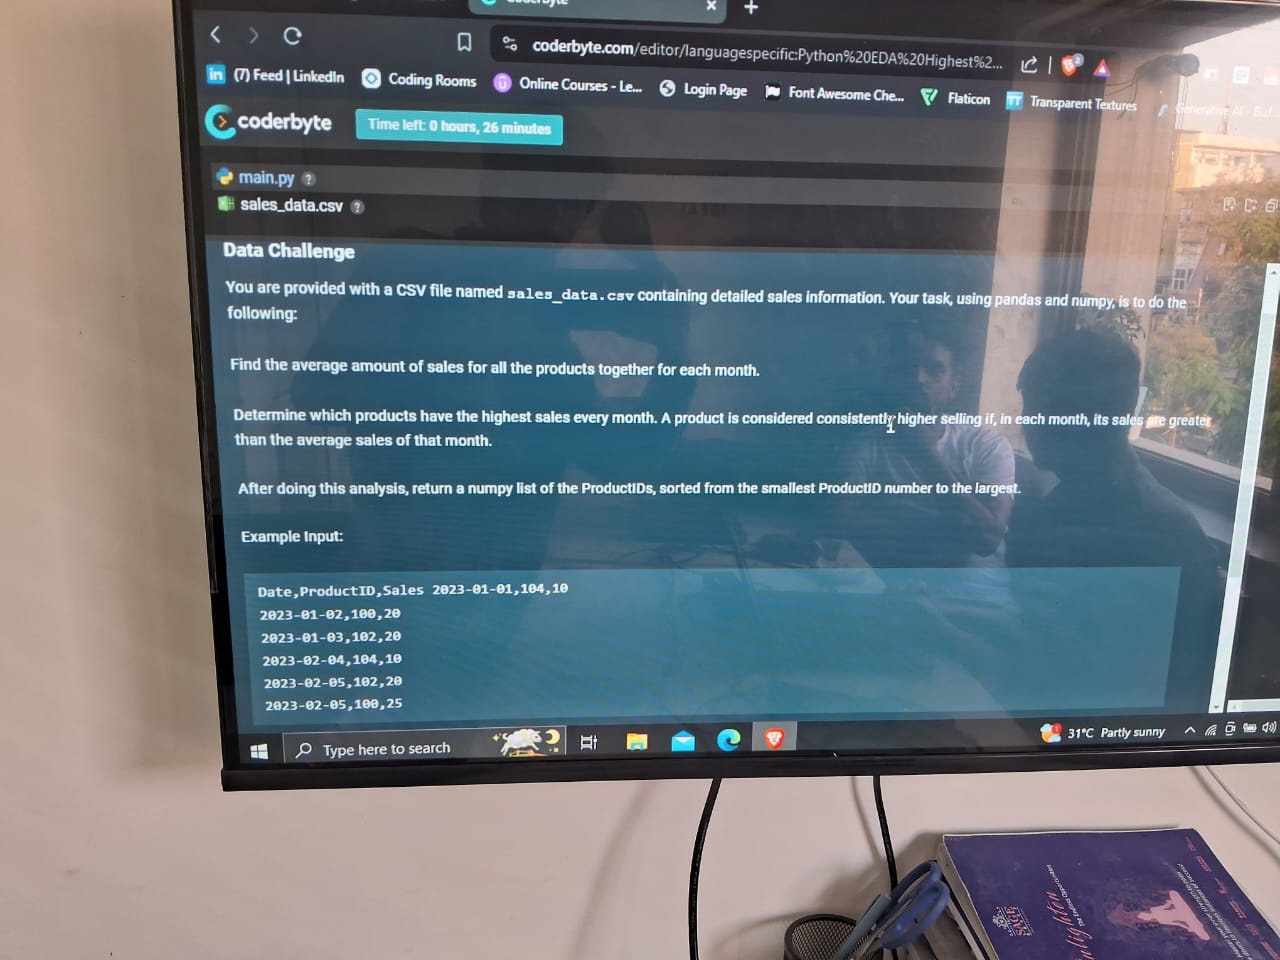 Coderbyte
coderbyte.com/editor/languagespecific:Python%20EDA%20Highest%2...
(7) Feed | LinkedIn
Coding Rooms
Online Courses - Le...
Login Page
Font Awesome Che...
Flaticon
Transparent Textures
Generative AI - Bizf...
coderbyte
Time left: 0 hours, 26 minutes
main.py
sales_data.csv
Data Challenge
You are provided with a CSV file named sales_data.csv containing detailed sales information. Your task, using pandas and numpy, is to do the
following:
Find the average amount of sales for all the products together for each month.
Determine which products have the highest sales every month. A product is considered consistently higher selling if, in each month, its sales are greater
than the average sales of that month.
After doing this analysis, return a numpy list of the ProductIDs, sorted from the smallest ProductID number to the largest.
Example Input:
Date,ProductID,Sales 2023-01-01,104,10
2023-01-02,100,20
2023-01-03,102,20
2023-02-04,104,10
2023-02-05,102,20
2023-02-05,100,25
Type here to search
31°C Partly sunny
SAGE